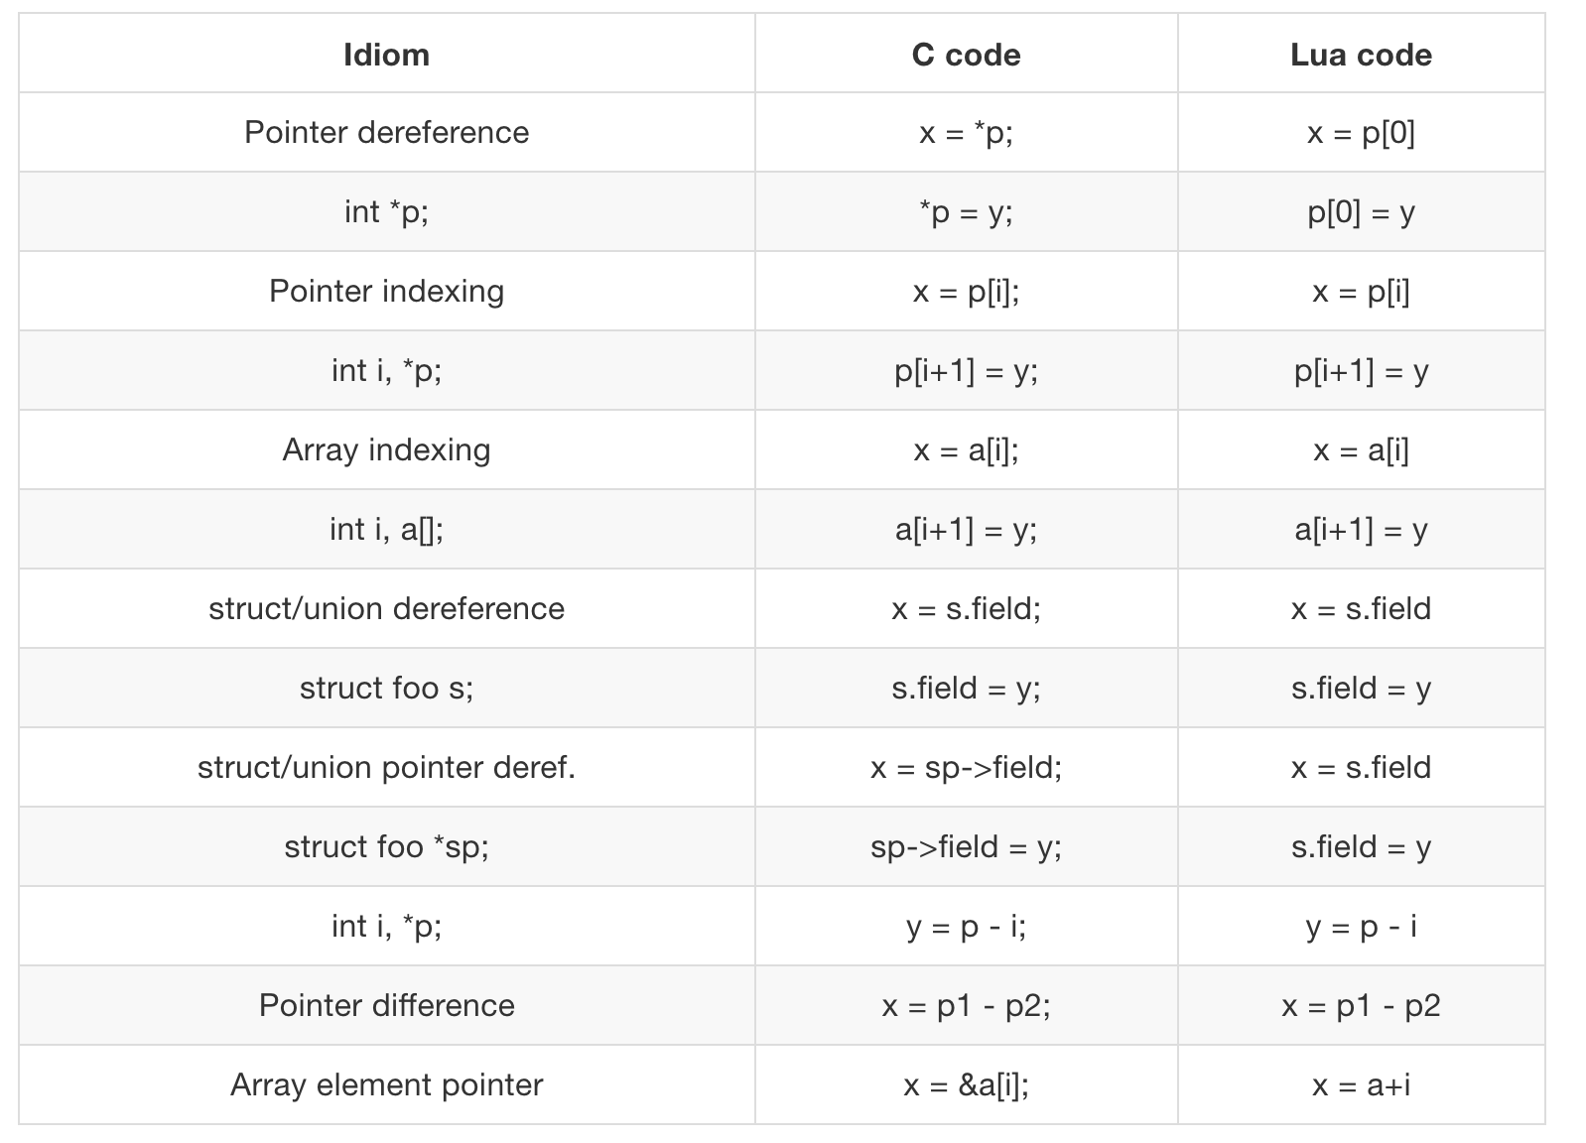 Idiom C code Lua code
Pointer dereference x = *p; x = p[0]
int *p; *p = y; p[0] = y
Pointer indexing x = p[i]; x = p[i]
int i, *p; p[i+1] = y; p[i+1] = y
Array indexing x = a[i]; x = a[i]
int i, a[]; a[i+1] = y; a[i+1] = y
struct/union dereference x = s.field; x = s.field
struct foo s; s.field = y; s.field = y
struct/union pointer deref. x = sp->field; x = s.field
struct foo *sp; sp->field = y; s.field = y
int i, *p; y = p - i; y = p - i
Pointer difference x = p1 - p2; x = p1 - p2
Array element pointer x = &a[i]; x = a+i